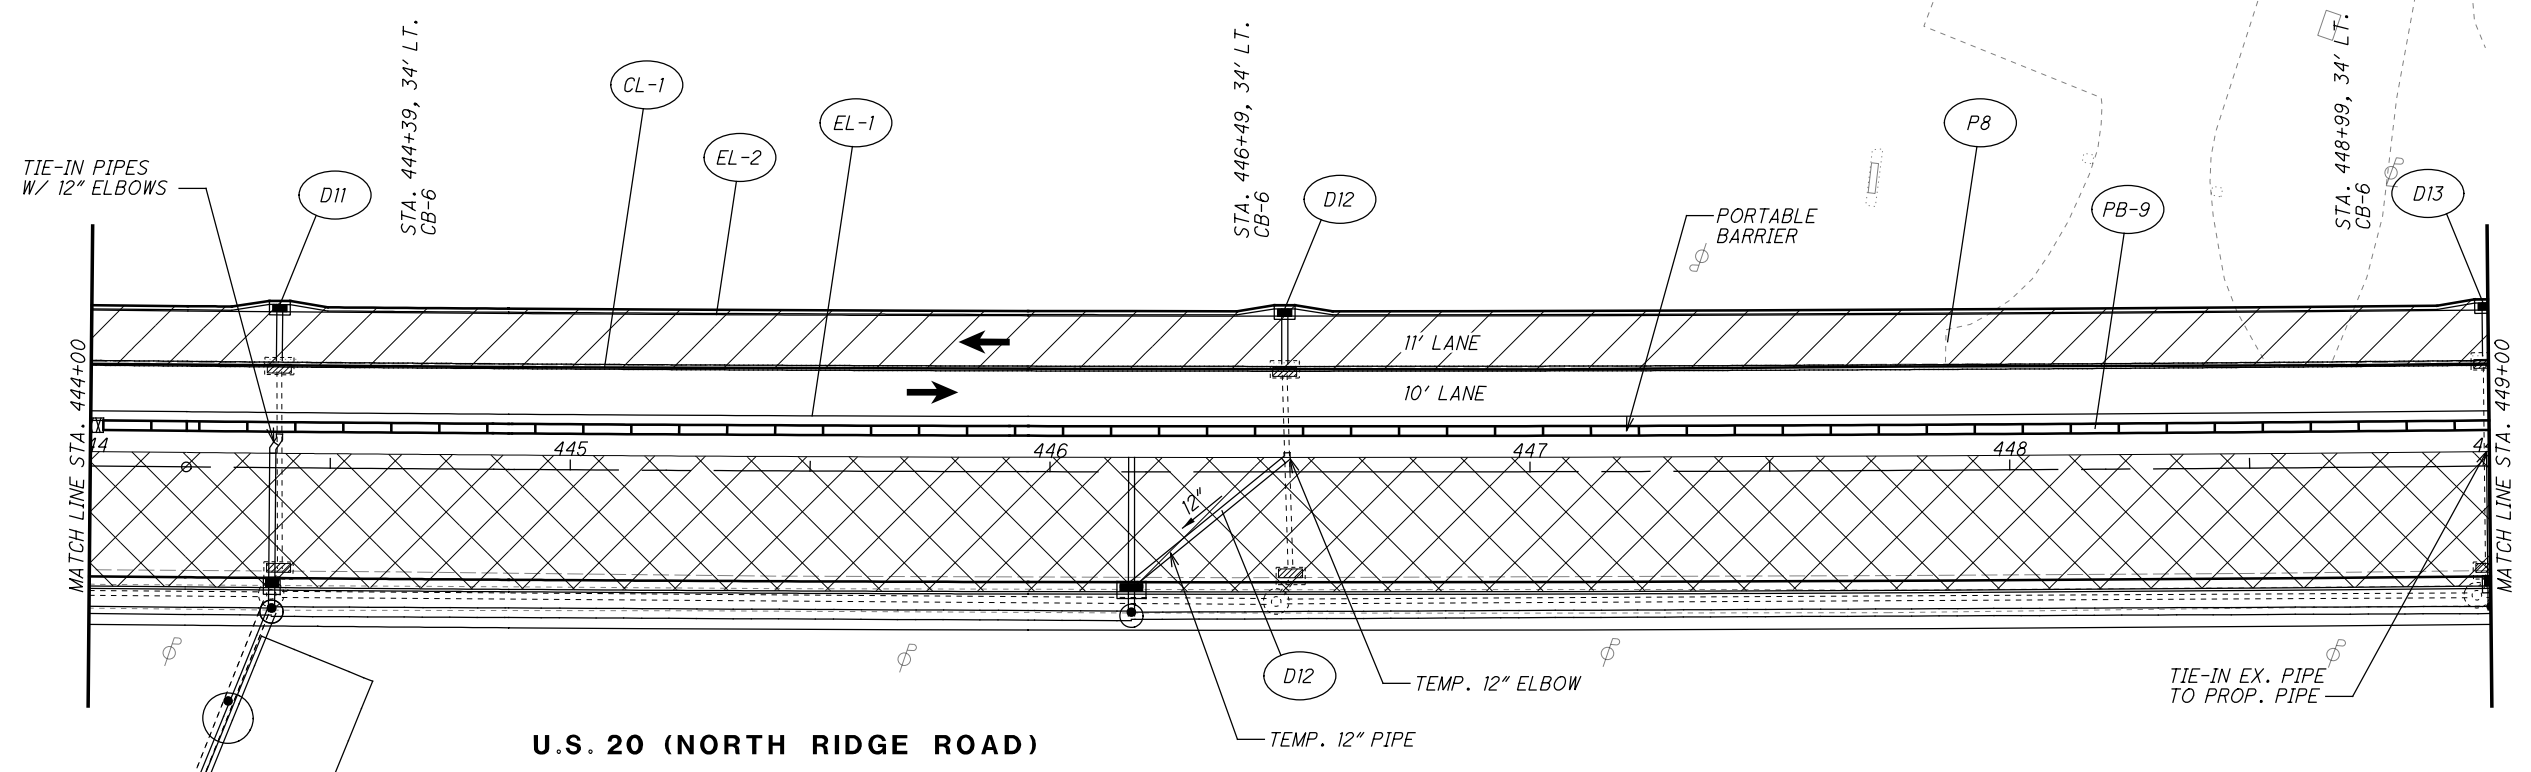 STA. 444+39, 34' LT.
CB-6
STA. 446+49, 34' LT.
CB-6
STA. 448+99, 34' LT.
CB-6
CL-1
EL-2
EL-1
P8
TIE-IN PIPES
W/ 12" ELBOWS
D11
D12
PB-9
D13
PORTABLE
BARRIER
11' LANE
10' LANE
MATCH LINE STA. 444+00
MATCH LINE STA. 449+00
44
445
446
447
448
12"
D12
TEMP. 12" ELBOW
TEMP. 12" PIPE
TIE-IN EX. PIPE
TO PROP. PIPE
U.S. 20 (NORTH RIDGE ROAD)